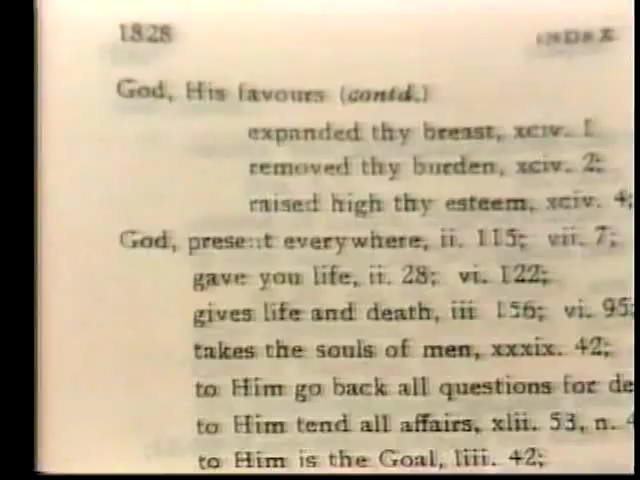 1828 INDEX
God, His favours (contd.)
expanded thy breast, xciv. 1
removed thy burden, xciv. 2;
raised high thy esteem, xciv. 4;
God, present everywhere, ii. 115; vii. 7;
gave you life, ii. 28; vi. 122;
gives life and death, iii 156; vi. 95
takes the souls of men, xxxix. 42;
to Him go back all questions for de
to Him tend all affairs, xlii. 53, n. 4
to Him is the Goal, liii. 42;